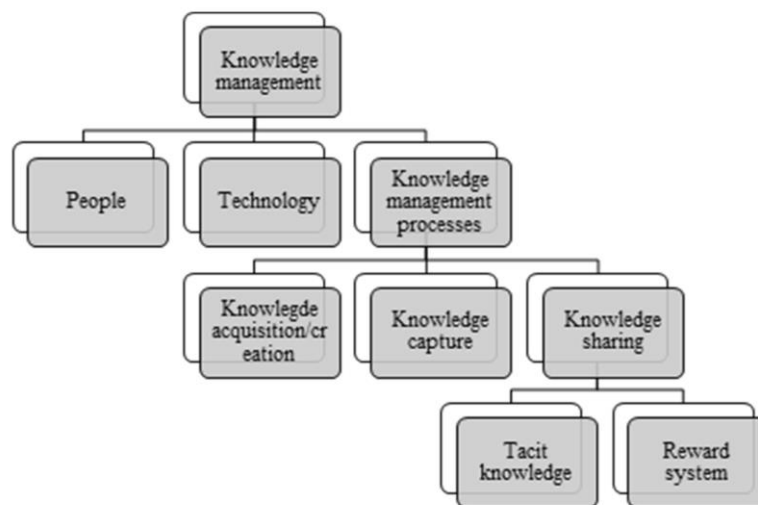 Knowledge
management
People
Technology
Knowledge
management
processes
Knowlegde
acquisition/cr
eation
Knowledge
capture
Knowledge
sharing
Tacit
knowledge
Reward
system